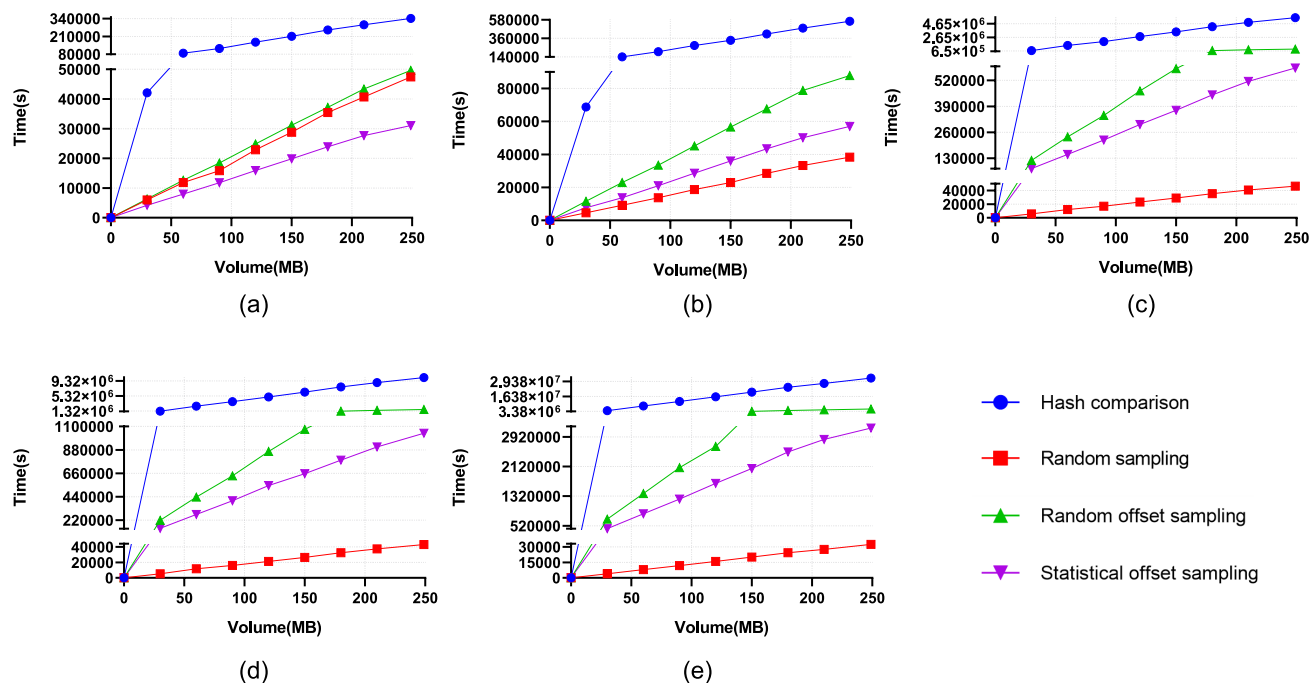 340000
210000
80000
50000
40000
30000
20000
10000
0
Time(s)
0 50 100 150 200 250
Volume(MB)
(a)
580000
360000
140000
80000
60000
40000
20000
0
Time(s)
0 50 100 150 200 250
Volume(MB)
(b)
4.65×10⁶
2.65×10⁶
6.5×10⁵
520000
390000
260000
130000
40000
20000
0
Time(s)
0 50 100 150 200 250
Volume(MB)
(c)
9.32×10⁶
5.32×10⁶
1.32×10⁶
1100000
880000
660000
440000
220000
40000
20000
0
Time(s)
0 50 100 150 200 250
Volume(MB)
(d)
2.938×10⁷
1.638×10⁷
3.38×10⁶
2920000
2120000
1320000
520000
30000
15000
0
Time(s)
0 50 100 150 200 250
Volume(MB)
(e)
Hash comparison
Random sampling
Random offset sampling
Statistical offset sampling